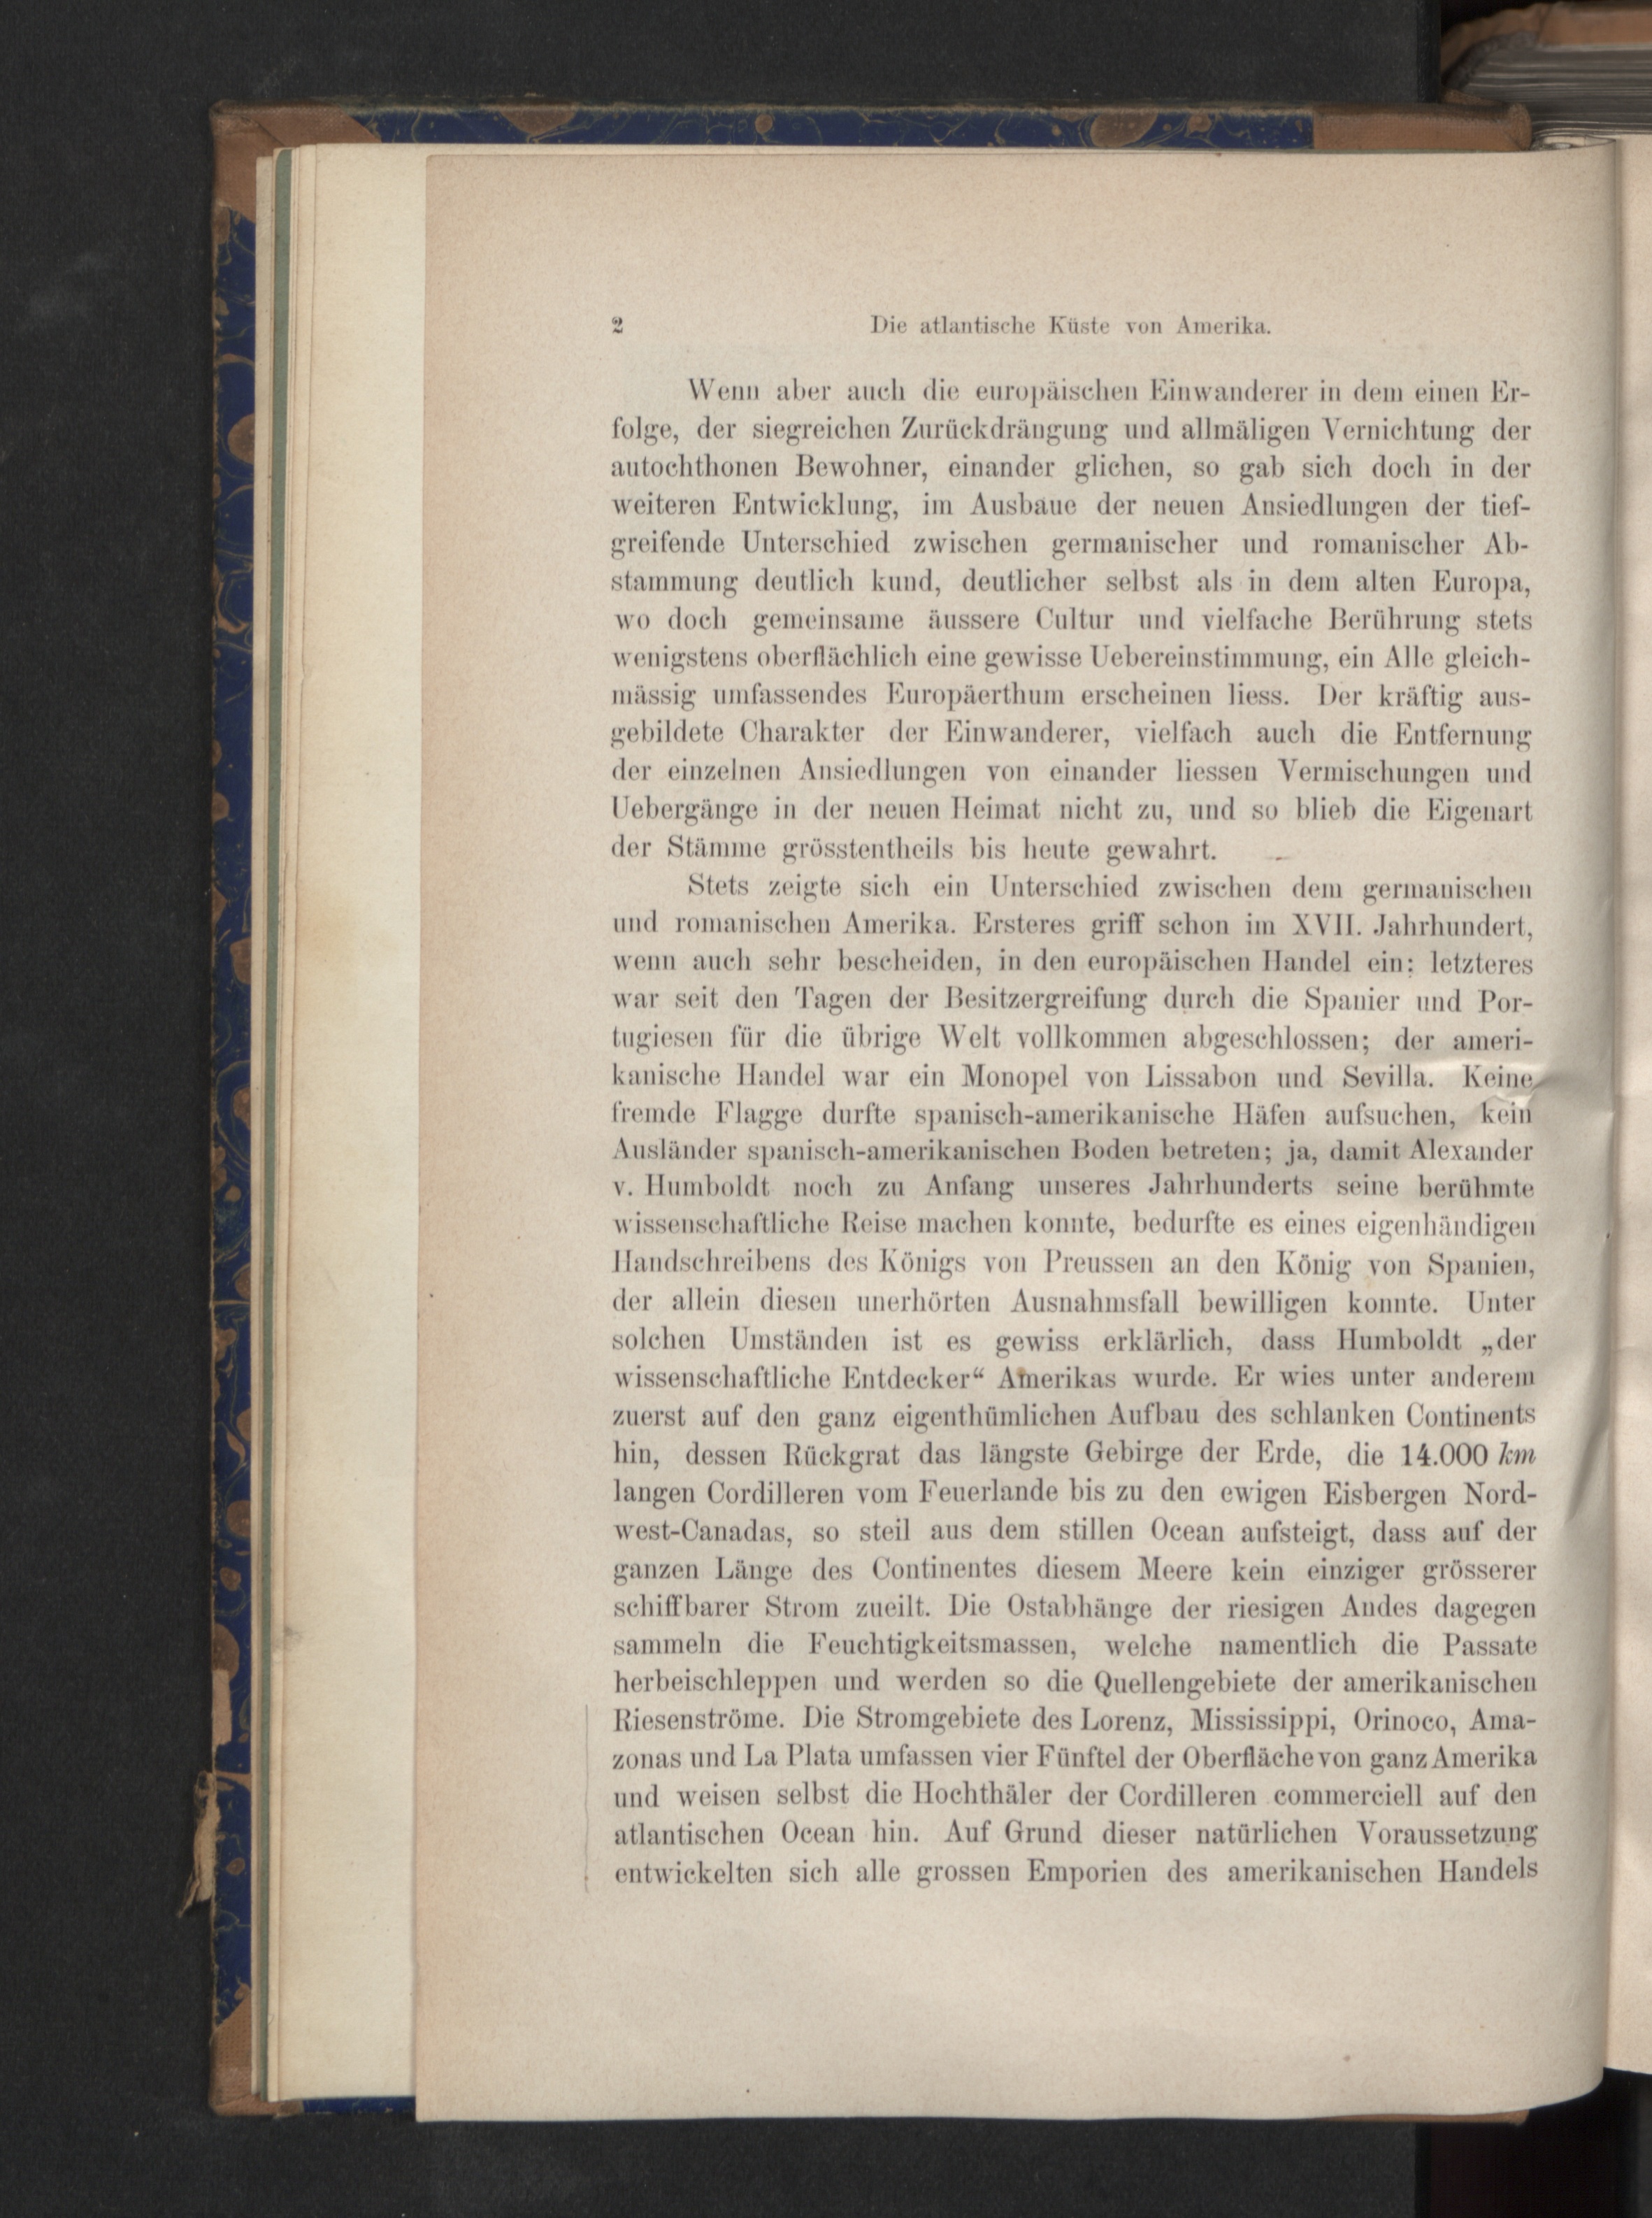 2
Die atlantische Küste von Amerika.
Wenn aber auch die europäischen Einwanderer in dem einen Er-
folge, der siegreichen Zurückdrängung und allmäligen Vernichtung der
autochthonen Bewohner, einander glichen, so gab sich doch in der
weiteren Entwicklung, im Ausbaue der neuen Ansiedlungen der tief-
greifende Unterschied zwischen germanischer und romanischer Ab-
stammung deutlich kund, deutlicher selbst als in dem alten Europa,
wo doch gemeinsame äussere Cultur und vielfache Berührung stets
wenigstens oberflächlich eine gewisse Uebereinstimmung, ein Alle gleich-
mässig umfassendes Europäerthum erscheinen liess. Der kräftig aus-
gebildete Charakter der Einwanderer, vielfach auch die Entfernung
der einzelnen Ansiedlungen von einander liessen Vermischungen und
Uebergänge in der neuen Heimat nicht zu, und so blieb die Eigenart
der Stämme grösstentheils bis heute gewahrt.
Stets zeigte sich ein Unterschied zwischen dem germanischen
und romanischen Amerika. Ersteres griff schon im XVII. Jahrhundert,
wenn auch sehr bescheiden, in den europäischen Handel ein; letzteres
war seit den Tagen der Besitzergreifung durch die Spanier und Por-
tugiesen für die übrige Welt vollkommen abgeschlossen; der ameri-
kanische Handel war ein Monopel von Lissabon und Sevilla. Keine
fremde Flagge durfte spanisch-amerikanische Häfen aufsuchen, kein
Ausländer spanisch-amerikanischen Boden betreten; ja, damit Alexander
v. Humboldt noch zu Anfang unseres Jahrhunderts seine berühmte
wissenschaftliche Reise machen konnte, bedurfte es eines eigenhändigen
Handschreibens des Königs von Preussen an den König von Spanien,
der allein diesen unerhörten Ausnahmsfall bewilligen konnte. Unter
solchen Umständen ist es gewiss erklärlich, dass Humboldt „der
wissenschaftliche Entdecker“ Amerikas wurde. Er wies unter anderem
zuerst auf den ganz eigenthümlichen Aufbau des schlanken Continents
hin, dessen Rückgrat das längste Gebirge der Erde, die 14.000 km
langen Cordilleren vom Feuerlande bis zu den ewigen Eisbergen Nord-
west-Canadas, so steil aus dem stillen Ocean aufsteigt, dass auf der
ganzen Länge des Continentes diesem Meere kein einziger grösserer
schiffbarer Strom zueilt. Die Ostabhänge der riesigen Andes dagegen
sammeln die Feuchtigkeitsmassen, welche namentlich die Passate
herbeischleppen und werden so die Quellengebiete der amerikanischen
Riesenströme. Die Stromgebiete des Lorenz, Mississippi, Orinoco, Ama-
zonas und La Plata umfassen vier Fünftel der Oberfläche von ganz Amerika
und weisen selbst die Hochthäler der Cordilleren commerciell auf den
atlantischen Ocean hin. Auf Grund dieser natürlichen Voraussetzung
entwickelten sich alle grossen Emporien des amerikanischen Handels